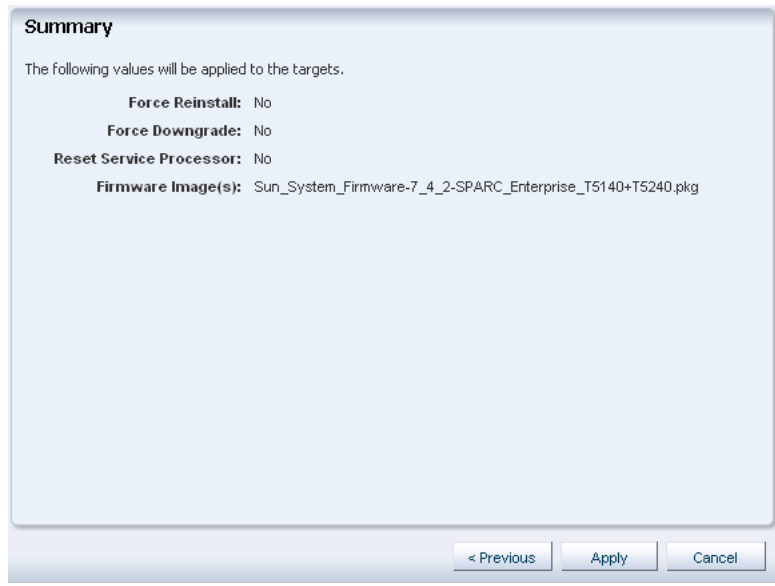 Summary
The following values will be applied to the targets.
Force Reinstall: No
Force Downgrade: No
Reset Service Processor: No
Firmware Image(s): Sun_System_Firmware-7_4_2-SPARC_Enterprise_T5140+T5240.pkg
< Previous Apply Cancel